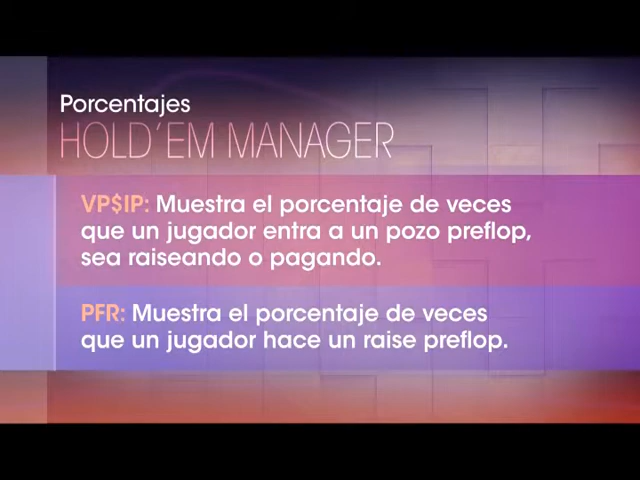 Porcentajes
HOLD´EM MANAGER
VP$IP: Muestra el porcentaje de veces
que un jugador entra a un pozo preflop,
sea raiseando o pagando.
PFR: Muestra el porcentaje de veces
que un jugador hace un raise preflop.